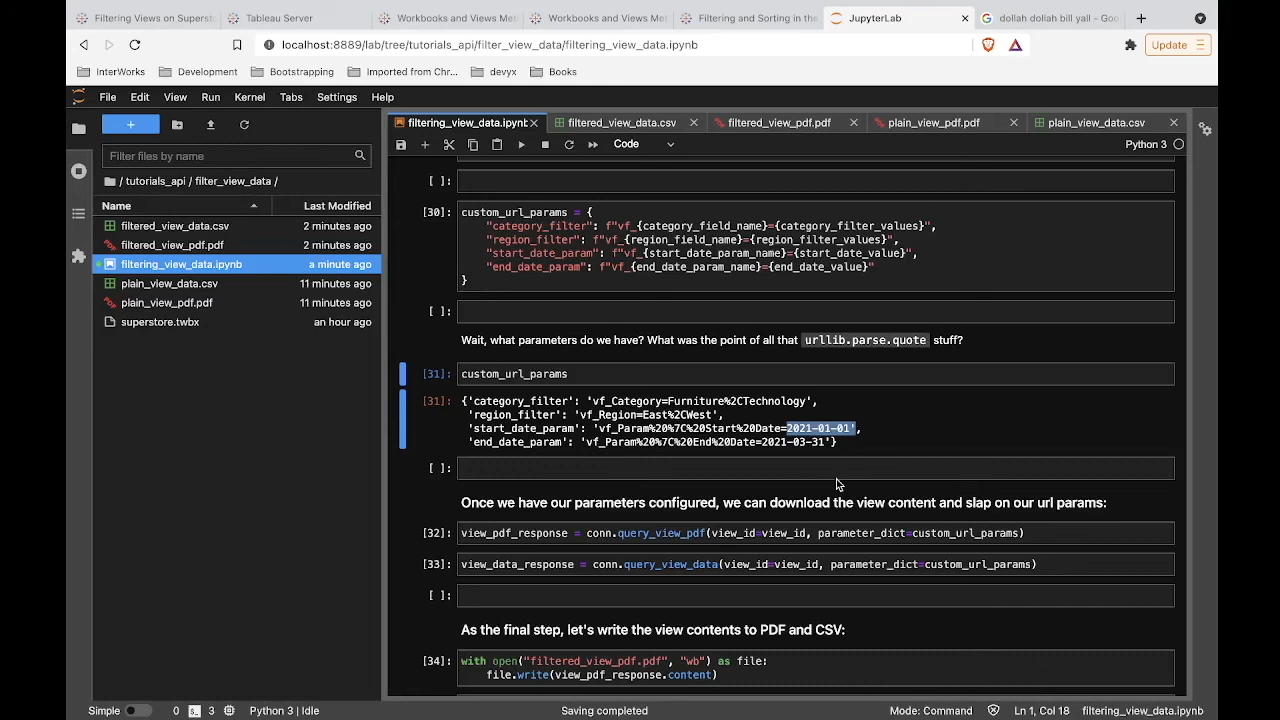 Filtering Views on Superst
Tableau Server
Workbooks and Views Met
Workbooks and Views Met
Filtering and Sorting in the
JupyterLab
dollah dollah bill yall - Goo
localhost:8889/lab/tree/tutorials_api/filter_view_data/filtering_view_data.ipynb
Update
InterWorks
Development
Bootstrapping
Imported from Chr...
devyx
Books
File Edit View Run Kernel Tabs Settings Help
filtering_view_data.ipynb
filtered_view_data.csv
filtered_view_pdf.pdf
plain_view_pdf.pdf
plain_view_data.csv
Code
Python 3
Filter files by name
/ tutorials_api / filter_view_data /
Name Last Modified
filtered_view_data.csv 2 minutes ago
filtered_view_pdf.pdf 2 minutes ago
filtering_view_data.ipynb a minute ago
plain_view_data.csv 11 minutes ago
plain_view_pdf.pdf 11 minutes ago
superstore.twbx an hour ago
[ ]:
[30]: custom_url_params = {
"category_filter": f"vf_{category_field_name}={category_filter_values}",
"region_filter": f"vf_{region_field_name}={region_filter_values}",
"start_date_param": f"vf_{start_date_param_name}={start_date_value}",
"end_date_param": f"vf_{end_date_param_name}={end_date_value}"
}
[ ]:
Wait, what parameters do we have? What was the point of all that urllib.parse.quote stuff?
[31]: custom_url_params
[31]: {'category_filter': 'vf_Category=Furniture%2CTechnology',
'region_filter': 'vf_Region=East%2CWest',
'start_date_param': 'vf_Param%20%7C%20Start%20Date=2021-01-01',
'end_date_param': 'vf_Param%20%7C%20End%20Date=2021-03-31'}
[ ]:
Once we have our parameters configured, we can download the view content and slap on our url params:
[32]: view_pdf_response = conn.query_view_pdf(view_id=view_id, parameter_dict=custom_url_params)
[33]: view_data_response = conn.query_view_data(view_id=view_id, parameter_dict=custom_url_params)
[ ]:
As the final step, let's write the view contents to PDF and CSV:
[34]: with open("filtered_view_pdf.pdf", "wb") as file:
file.write(view_pdf_response.content)
Simple 0 3 Python 3 | Idle Saving completed Mode: Command Ln 1, Col 18 filtering_view_data.ipynb